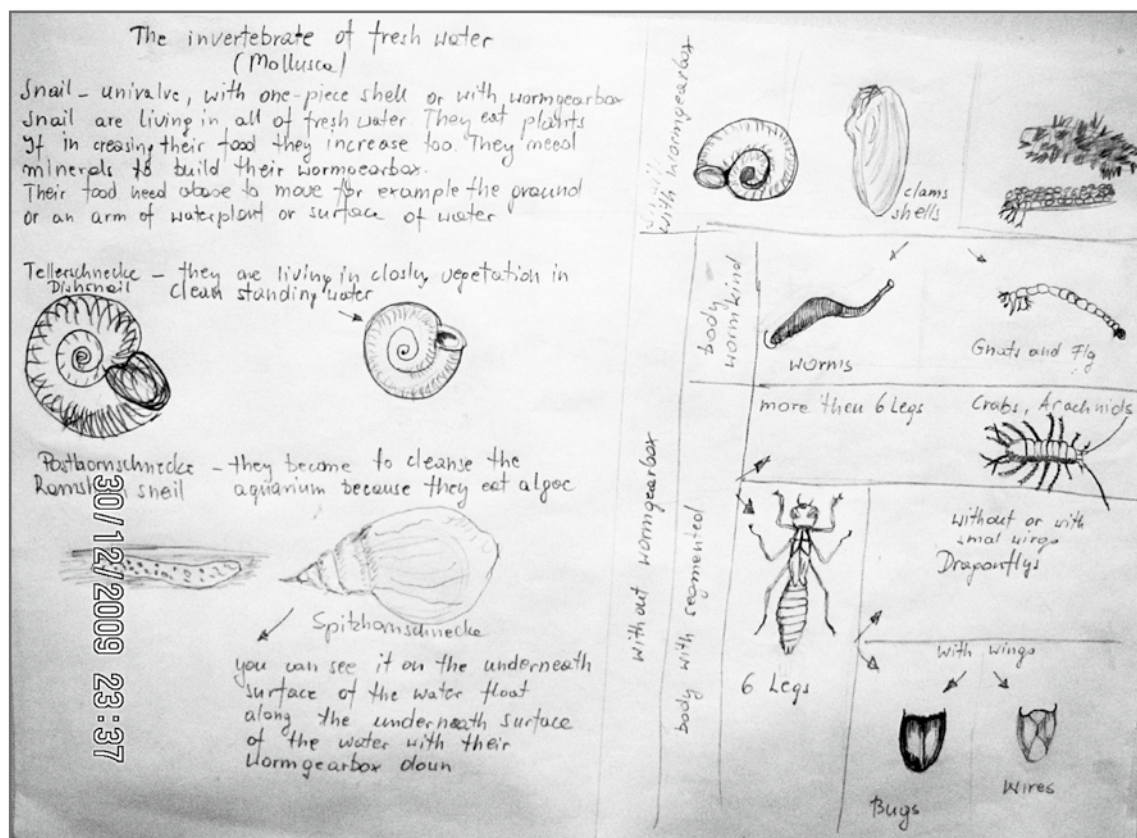 The invertebrate of fresh water
(Mollusca)
Snail - univalve, with one-piece shell or with wormgearbox
Snail are living in all of fresh water. They eat plants
If in creasing their food they increase too. They need
minerals to build their wormgearbox.
Their food need above to move for example the ground
or an arm of waterplant or surface of water
Tellerschnecke - they are living in closly vegetation in
Dishsnail clean standing water
Posthornschnecke - they become to cleanse the
Ramshorn sneil aquarium because they eat algae
Spitzhornschnecke
you can see it on the underneath
surface of the water float
along the underneath surface
of the water with their
wormgearbox doun
30/12/2009 23:37
with wormgearbox
clams
shells
body
wormkind
worms
Gnats and Flg
without wormgearbox
body with segmented
more then 6 Legs
Crabs, Arachnids
6 Legs
without or with
smal wings
Dragonflys
with wings
Bugs
Wires